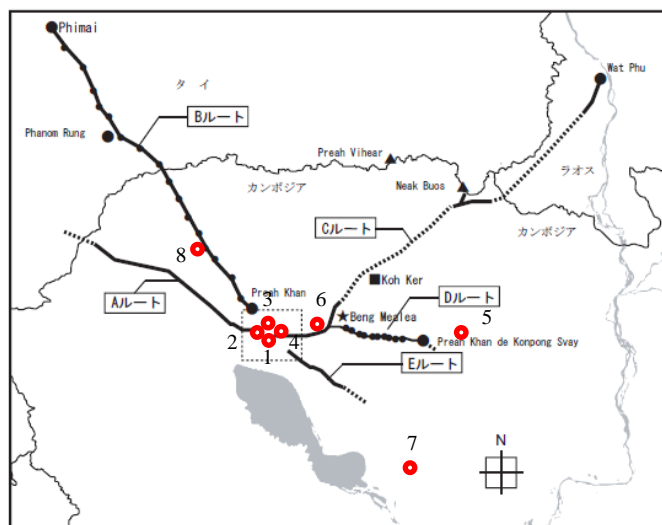 Phimai
タイ
Wat Phu
Bルート
Phanom Rung
Preah Vihear
ラオス
カンボジア
Neak Buos
カンボジア
Cルート
8
Koh Ker
Aルート
Preah Khan
Dルート
3
6
Beng Mealea
5
2
4
Preah Khan de Konpong Svay
1
Eルート
N
7